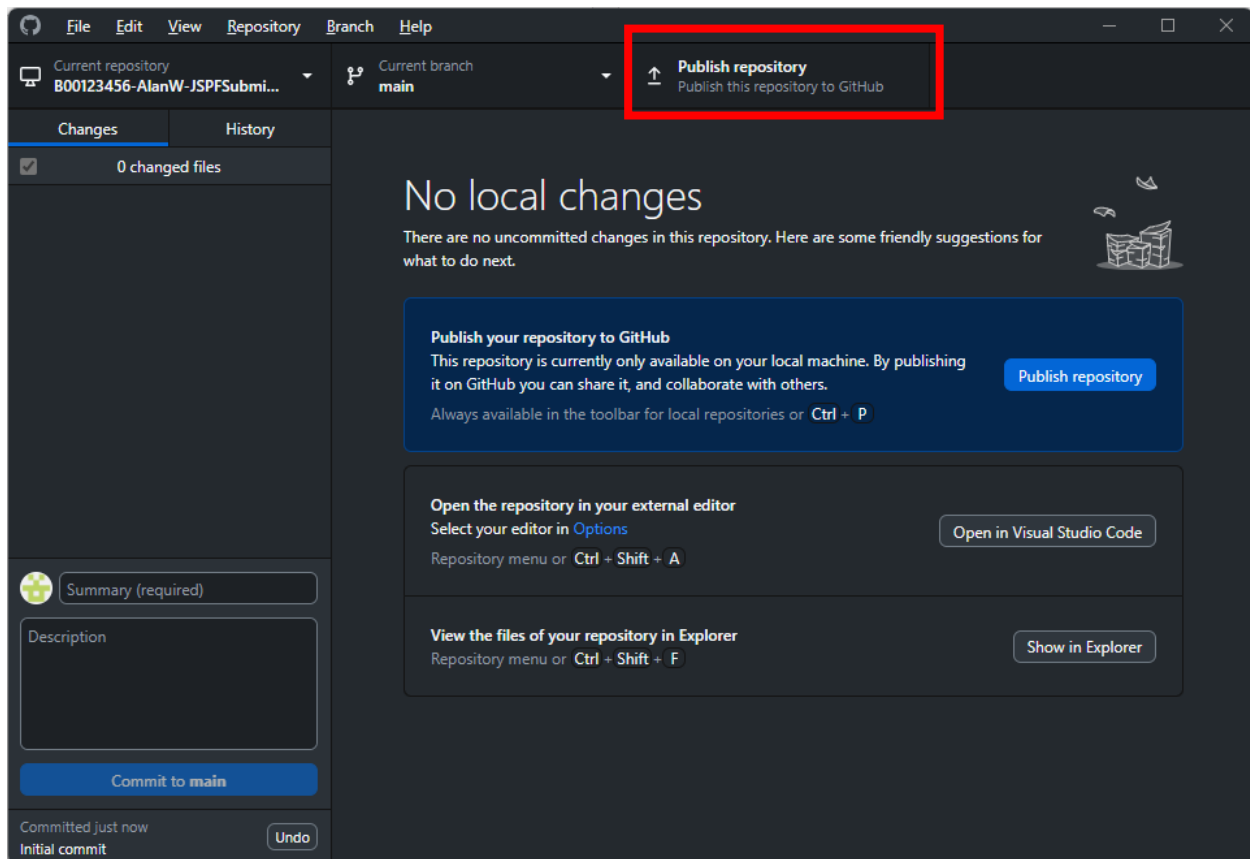 File Edit View Repository Branch Help
Current repository
B00123456-AlanW-JSPFSubmi...
Current branch
main
Publish repository
Publish this repository to GitHub
Changes History
0 changed files
No local changes
There are no uncommitted changes in this repository. Here are some friendly suggestions for
what to do next.
Publish your repository to GitHub
This repository is currently only available on your local machine. By publishing
it on GitHub you can share it, and collaborate with others.
Always available in the toolbar for local repositories or Ctrl + P
Publish repository
Open the repository in your external editor
Select your editor in Options
Repository menu or Ctrl + Shift + A
Open in Visual Studio Code
View the files of your repository in Explorer
Repository menu or Ctrl + Shift + F
Show in Explorer
Summary (required)
Description
Commit to main
Committed just now
Initial commit
Undo